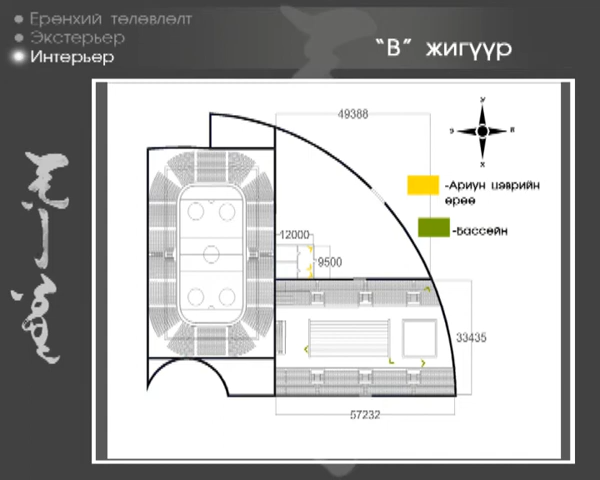 Ерөнхий төлөвлөлт
Экстерьер
Интерьер
"В" жигүүр
49388
-Ариун цэврийн
өрөө
-Бассейн
12000
9500
33435
57232